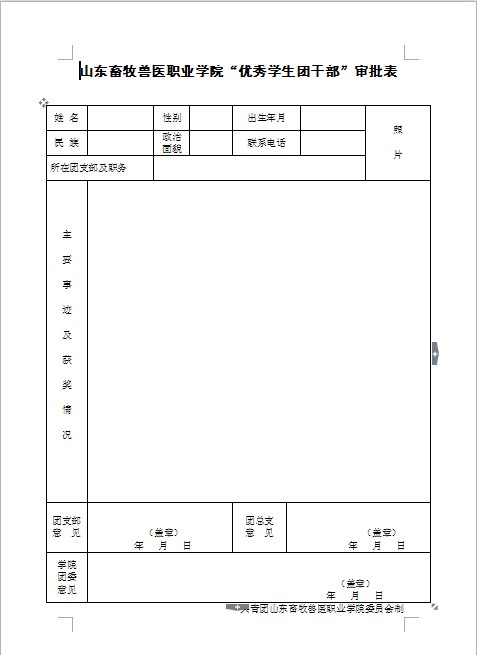 山东畜牧兽医职业学院“优秀学生团干部”审批表
姓 名
性别
出生年月
照
片
民 族
政治
面貌
联系电话
所在团支部及职务
主
要
事
迹
及
获
奖
情
况
团支部
意 见
（盖章）
年 月 日
团总支
意 见
（盖章）
年 月 日
学院
团委
意见
（盖章）
年 月 日
共青团山东畜牧兽医职业学院委员会制